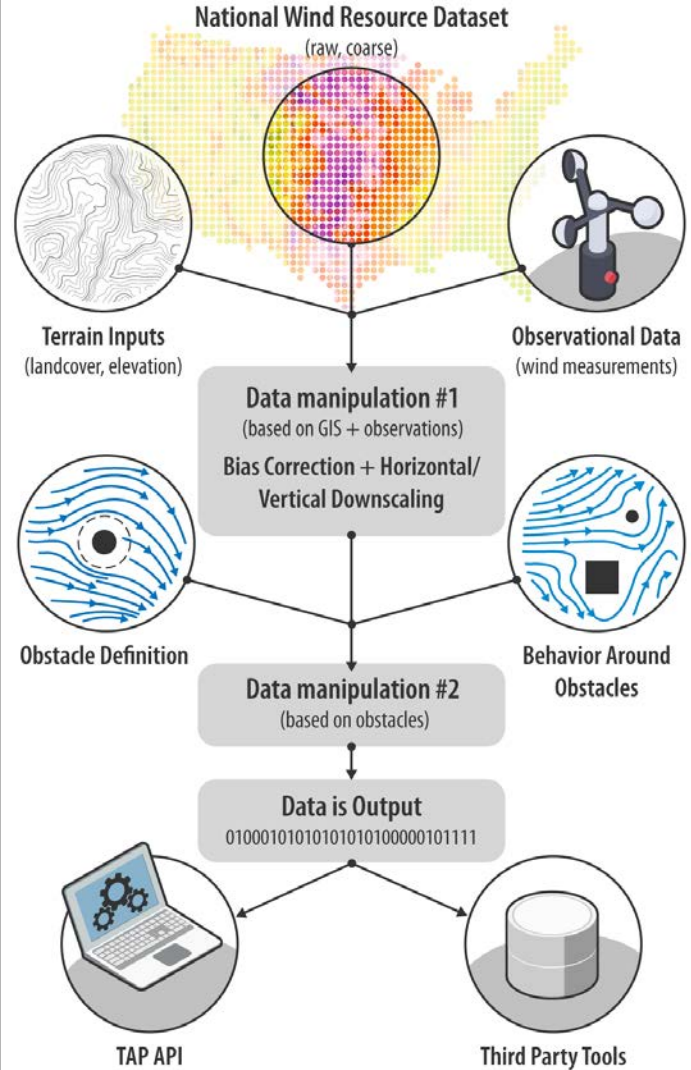 National Wind Resource Dataset
(raw, coarse)
Terrain Inputs
(landcover, elevation)
Observational Data
(wind measurements)
Data manipulation #1
(based on GIS + observations)
Bias Correction + Horizontal/
Vertical Downscaling
Obstacle Definition
Behavior Around
Obstacles
Data manipulation #2
(based on obstacles)
Data is Output
01000101010101010100000101111
TAP API
Third Party Tools